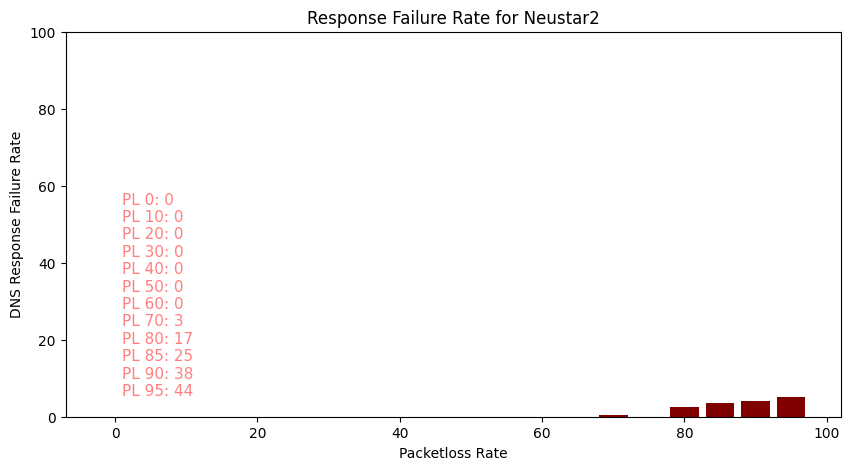 Response Failure Rate for Neustar2
DNS Response Failure Rate
100
80
60
40
20
0
PL 0: 0
PL 10: 0
PL 20: 0
PL 30: 0
PL 40: 0
PL 50: 0
PL 60: 0
PL 70: 3
PL 80: 17
PL 85: 25
PL 90: 38
PL 95: 44
0 20 40 60 80 100
Packetloss Rate